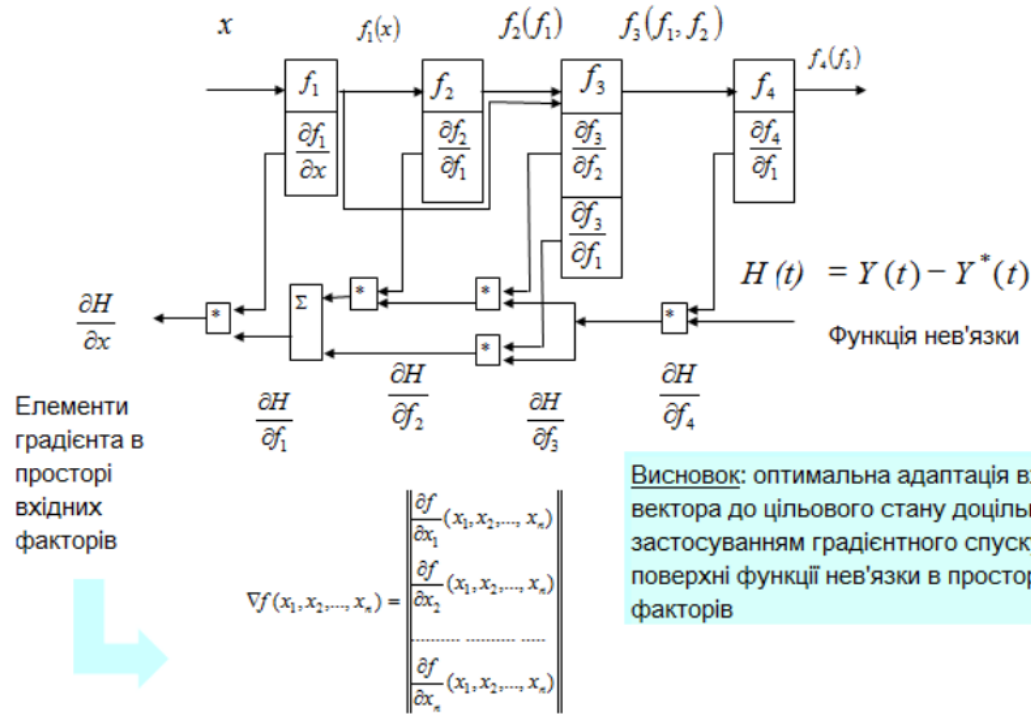 x f₁(x) f₂(f₁) f₃(f₁, f₂) f₄(f₃)
f₁ f₂ f₃ f₄
∂f₁/∂x ∂f₂/∂f₁ ∂f₃/∂f₂ ∂f₄/∂f₁
∂f₃/∂f₁
H(t) = Y(t) − Y*(t)
Σ * *
∂H/∂x * * *
Функція нев'язки
∂H/∂f₁ ∂H/∂f₂ ∂H/∂f₃ ∂H/∂f₄
Елементи
градієнта в
просторі
вхідних
факторів
Висновок: оптимальна адаптація
вектора до цільового стану
застосуванням градієнтного
поверхні функції нев'язки в
факторів
∇f(x₁, x₂, ..., xₙ) =
∂f/∂x₁ (x₁, x₂, ..., xₙ)
∂f/∂x₂ (x₁, x₂, ..., xₙ)
.......... .......... ..........
∂f/∂xₙ (x₁, x₂, ..., xₙ)